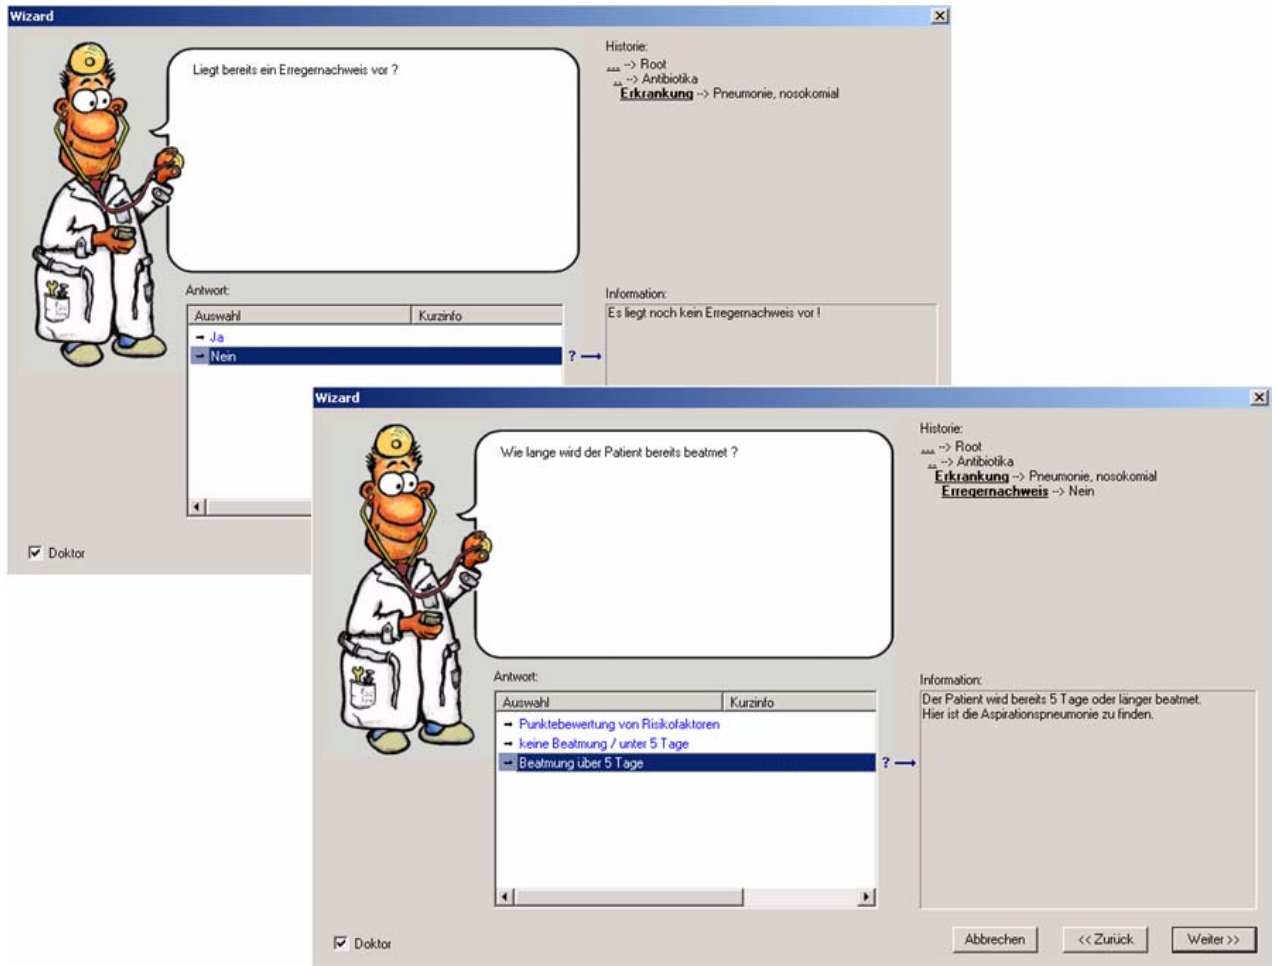 Wizard
Liegt bereits ein Erregernachweis vor ?
Historie:
... --> Root
.. --> Antibiotika
Erkrankung --> Pneumonie, nosokomial
Antwort:
Auswahl Kurzinfo
Ja
Nein
? →
Information:
Es liegt noch kein Erregernachweis vor !
Doktor
Wizard
Wie lange wird der Patient bereits beatmet ?
Historie:
... --> Root
.. --> Antibiotika
Erkrankung --> Pneumonie, nosokomial
Erregernachweis --> Nein
Antwort:
Auswahl Kurzinfo
Punktebewertung von Risikofaktoren
keine Beatmung / unter 5 Tage
Beatmung über 5 Tage
? →
Information:
Der Patient wird bereits 5 Tage oder länger beatmet.
Hier ist die Aspirationspneumonie zu finden.
Doktor
Abbrechen << Zurück Weiter >>